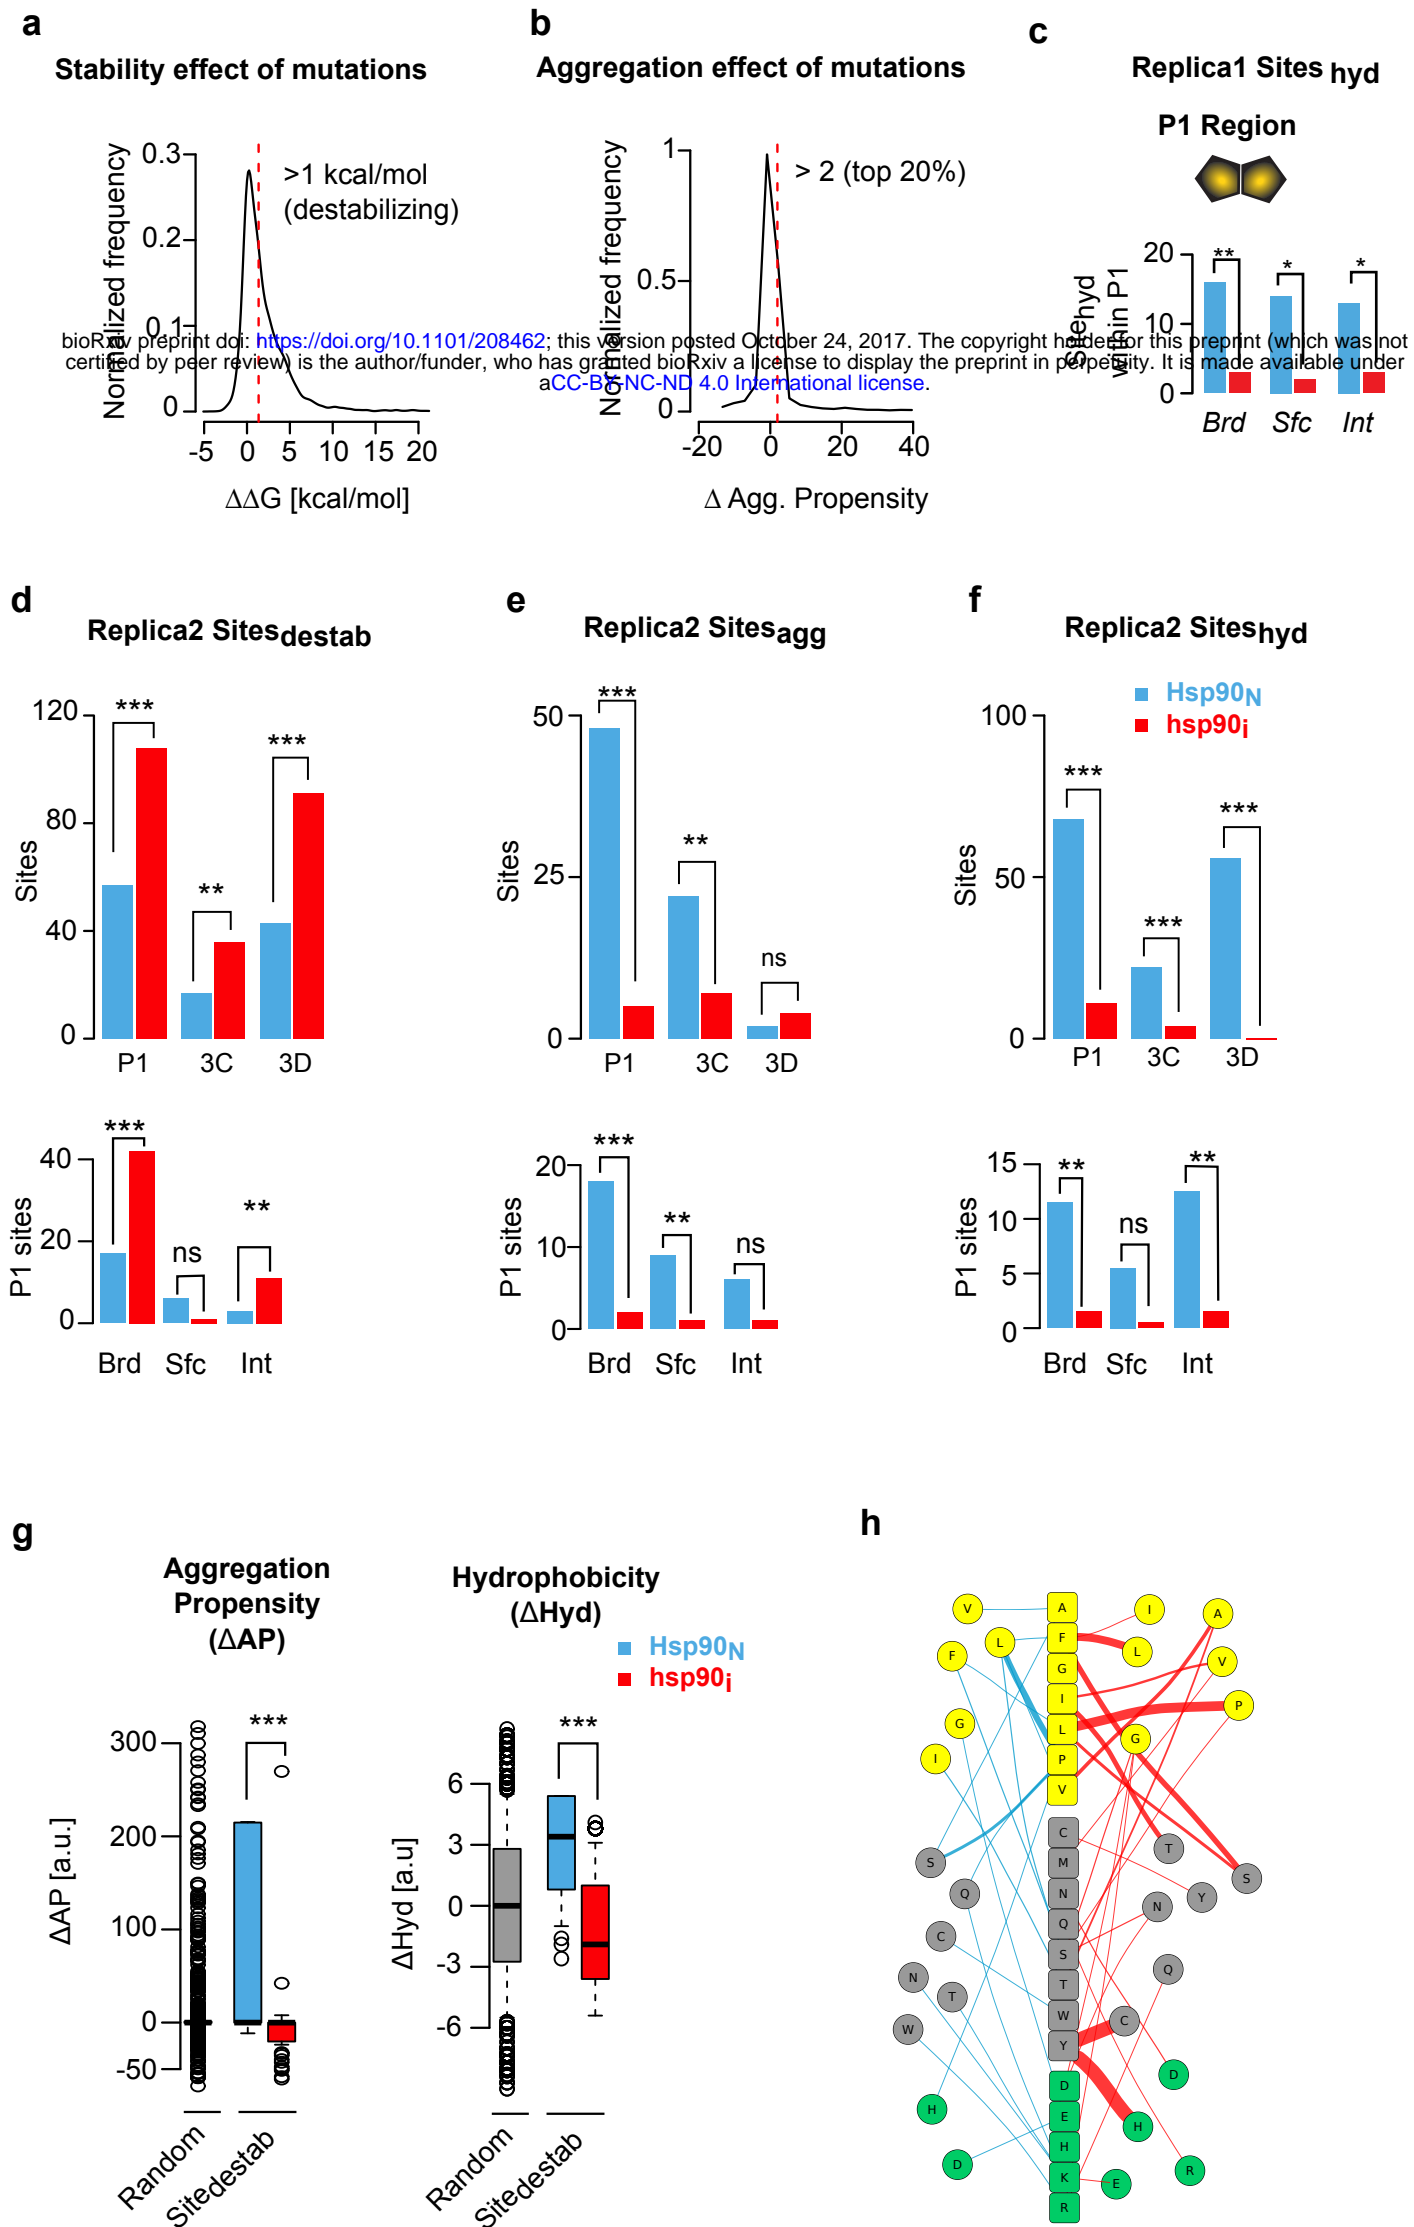 a
Stability effect of mutations
Normalized frequency
0.3
0.2
0.1
0
>1 kcal/mol
(destabilizing)
-5 0 5 10 15 20
ΔΔG [kcal/mol]
b
Aggregation effect of mutations
Normalized frequency
1
0.5
0
> 2 (top 20%)
-20 0 20 40
Δ Agg. Propensity
c
Replica1 Sites hyd
P1 Region
Site hyd
within P1
20
10
0
** * *
Brd Sfc Int
bioRxiv preprint doi: https://doi.org/10.1101/208462; this version posted October 24, 2017. The copyright holder for this preprint (which was not
certified by peer review) is the author/funder, who has granted bioRxiv a license to display the preprint in perpetuity. It is made available under
aCC-BY-NC-ND 4.0 International license.
d
Replica2 Sites destab
Sites
120
80
40
0
*** ** ***
P1 3C 3D
P1 sites
40
20
0
*** ns **
Brd Sfc Int
e
Replica2 Sites agg
Sites
50
25
0
*** ** ns
P1 3C 3D
P1 sites
20
10
0
*** ** ns
Brd Sfc Int
f
Replica2 Sites hyd
Hsp90N
hsp90i
Sites
100
50
0
*** *** ***
P1 3C 3D
P1 sites
15
10
5
0
** ns **
Brd Sfc Int
g
Aggregation
Propensity
(ΔAP)
ΔAP [a.u.]
300
200
100
0
-50
***
Random Sitedestab
Hydrophobicity
(ΔHyd)
Hsp90N
hsp90i
ΔHyd [a.u]
6
3
0
-3
-6
***
Random Sitedestab
h
V
F
L
G
I
S
Q
C
N
T
W
H
D
A
F
G
I
L
P
V
C
M
N
Q
S
T
W
Y
D
E
H
K
R
I
A
L
V
P
G
T
S
Y
N
Q
C
D
H
R
E